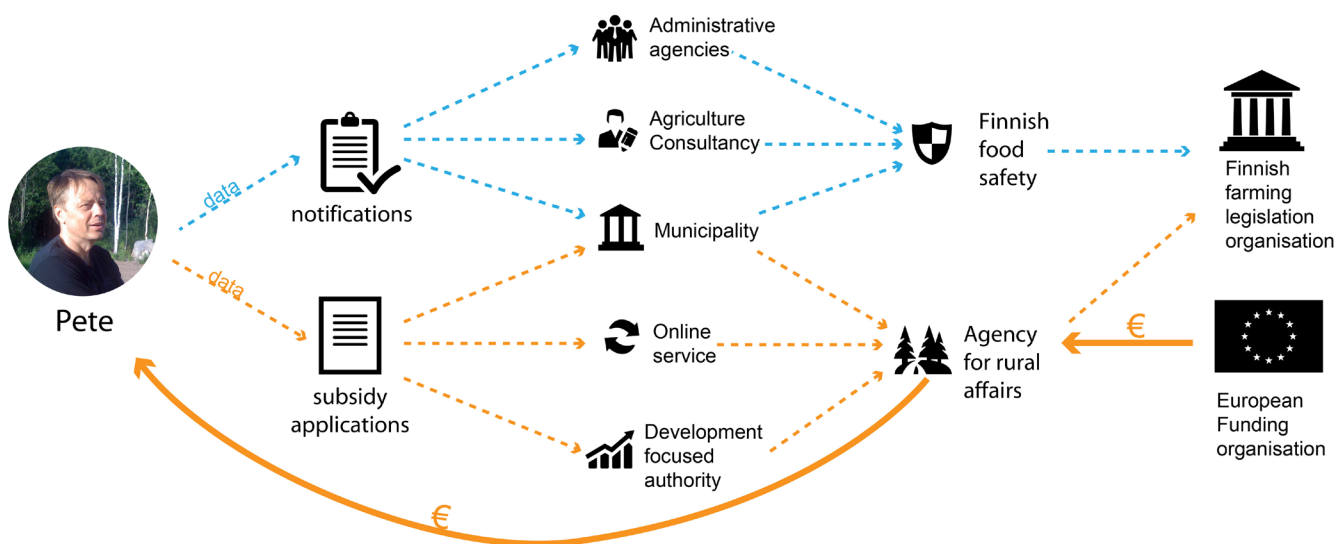 Administrative
agencies
Agriculture
Consultancy
Finnish
food
safety
Finnish
farming
legislation
organisation
data
notifications
Municipality
data
Pete
subsidy
applications
Online
service
Agency
for rural
affairs
€
European
Funding
organisation
Development
focused
authority
€